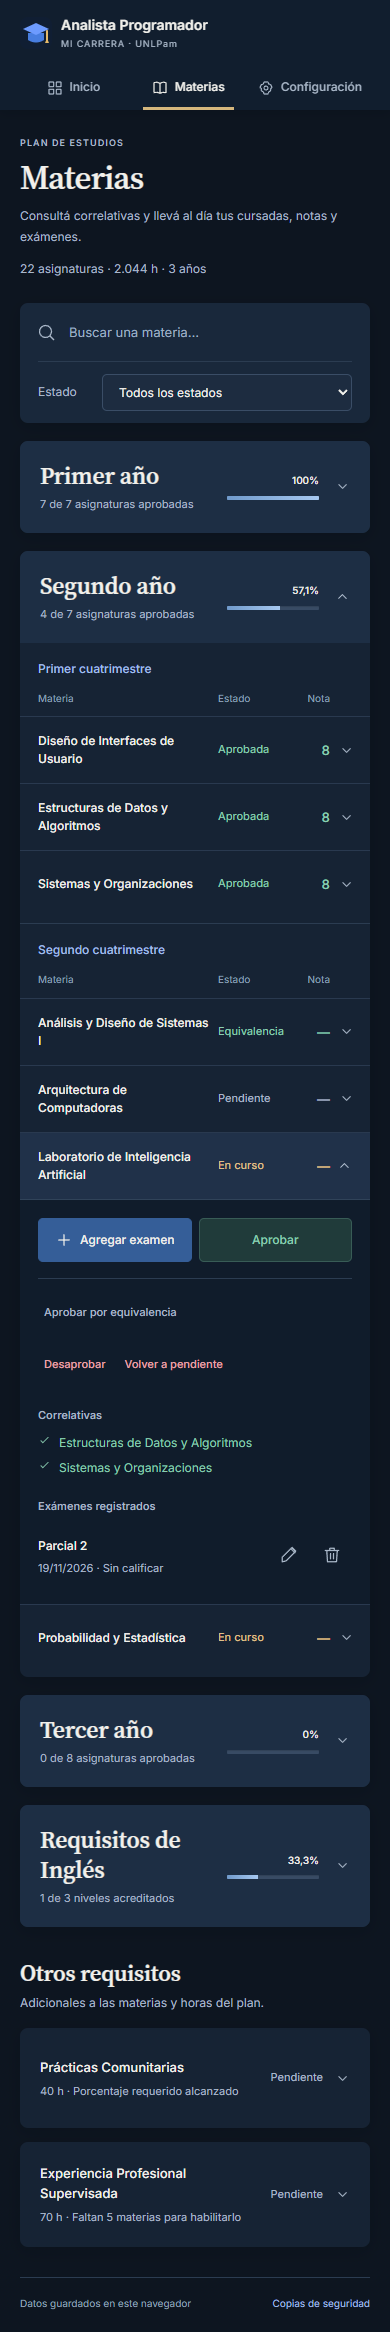 Analista Programador
MI CARRERA · UNLPam
Inicio
Materias
Configuración
PLAN DE ESTUDIOS
Materias
Consultá correlativas y llevá al día tus cursadas, notas y
exámenes.
22 asignaturas · 2.044 h · 3 años
Buscar una materia...
Estado
Todos los estados
Primer año
7 de 7 asignaturas aprobadas
100%
Segundo año
4 de 7 asignaturas aprobadas
57,1%
Primer cuatrimestre
Materia Estado Nota
Diseño de Interfaces de
Usuario
Aprobada 8
Estructuras de Datos y
Algoritmos
Aprobada 8
Sistemas y Organizaciones Aprobada 8
Segundo cuatrimestre
Materia Estado Nota
Análisis y Diseño de Sistemas
I
Equivalencia —
Arquitectura de
Computadoras
Pendiente —
Laboratorio de Inteligencia
Artificial
En curso —
Agregar examen
Aprobar
Aprobar por equivalencia
Desaprobar Volver a pendiente
Correlativas
Estructuras de Datos y Algoritmos
Sistemas y Organizaciones
Exámenes registrados
Parcial 2
19/11/2026 · Sin calificar
Probabilidad y Estadística En curso —
Tercer año
0 de 8 asignaturas aprobadas
0%
Requisitos de
Inglés
1 de 3 niveles acreditados
33,3%
Otros requisitos
Adicionales a las materias y horas del plan.
Prácticas Comunitarias
40 h · Porcentaje requerido alcanzado
Pendiente
Experiencia Profesional
Supervisada
70 h · Faltan 5 materias para habilitarlo
Pendiente
Datos guardados en este navegador
Copias de seguridad